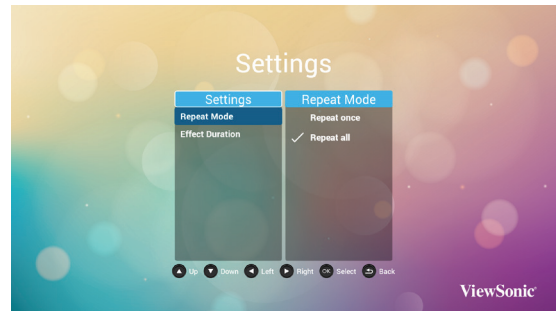 Settings
Settings
Repeat Mode
Effect Duration
Repeat Mode
Repeat once
Repeat all
Up Down Left Right OK Select Back
ViewSonic®